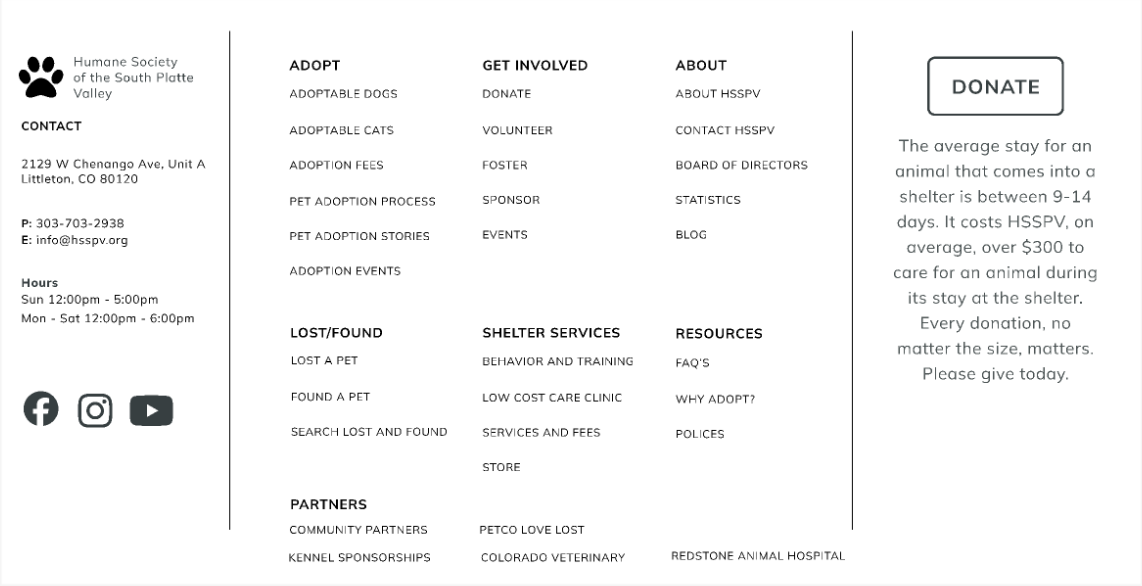 Humane Society
of the South Platte
Valley
CONTACT
2129 W Chenango Ave, Unit A
Littleton, CO 80120
P: 303-703-2938
E: info@hsspv.org
Hours
Sun 12:00pm - 5:00pm
Mon - Sat 12:00pm - 6:00pm
ADOPT
ADOPTABLE DOGS
ADOPTABLE CATS
ADOPTION FEES
PET ADOPTION PROCESS
PET ADOPTION STORIES
ADOPTION EVENTS
GET INVOLVED
DONATE
VOLUNTEER
FOSTER
SPONSOR
EVENTS
ABOUT
ABOUT HSSPV
CONTACT HSSPV
BOARD OF DIRECTORS
STATISTICS
BLOG
LOST/FOUND
LOST A PET
FOUND A PET
SEARCH LOST AND FOUND
SHELTER SERVICES
BEHAVIOR AND TRAINING
LOW COST CARE CLINIC
SERVICES AND FEES
STORE
RESOURCES
FAQ'S
WHY ADOPT?
POLICES
PARTNERS
COMMUNITY PARTNERS
PETCO LOVE LOST
KENNEL SPONSORSHIPS
COLORADO VETERINARY
REDSTONE ANIMAL HOSPITAL
DONATE
The average stay for an
animal that comes into a
shelter is between 9-14
days. It costs HSSPV, on
average, over $300 to
care for an animal during
its stay at the shelter.
Every donation, no
matter the size, matters.
Please give today.